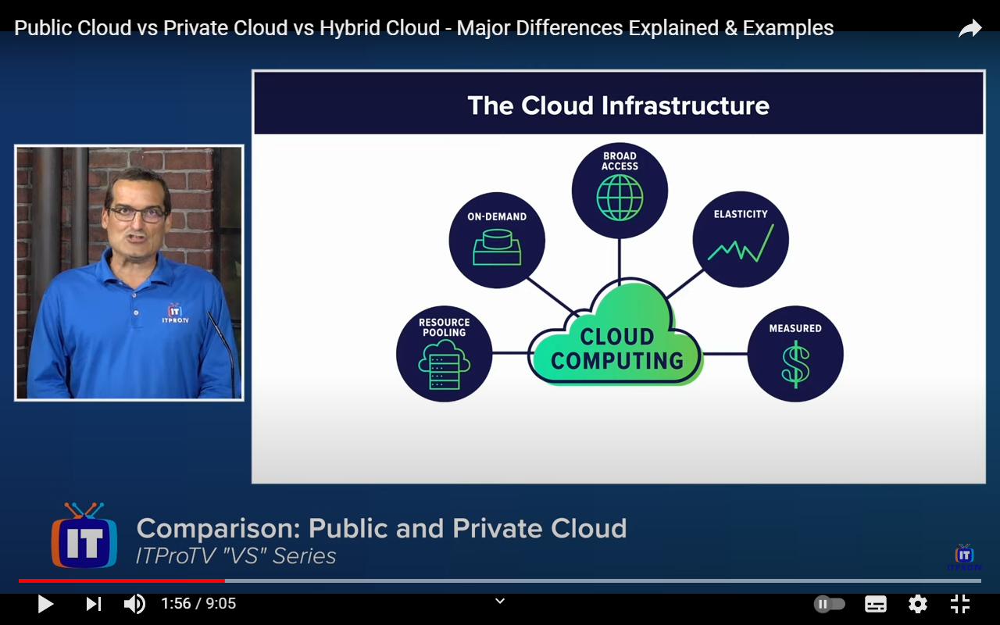 Public Cloud vs Private Cloud vs Hybrid Cloud - Major Differences Explained & Examples
The Cloud Infrastructure
BROAD
ACCESS
ON-DEMAND
ELASTICITY
RESOURCE
POOLING
CLOUD
COMPUTING
MEASURED
$
IT
ITPRO.TV
IT
Comparison: Public and Private Cloud
ITProTV "VS" Series
IT
ITPROTV
1:56 / 9:05